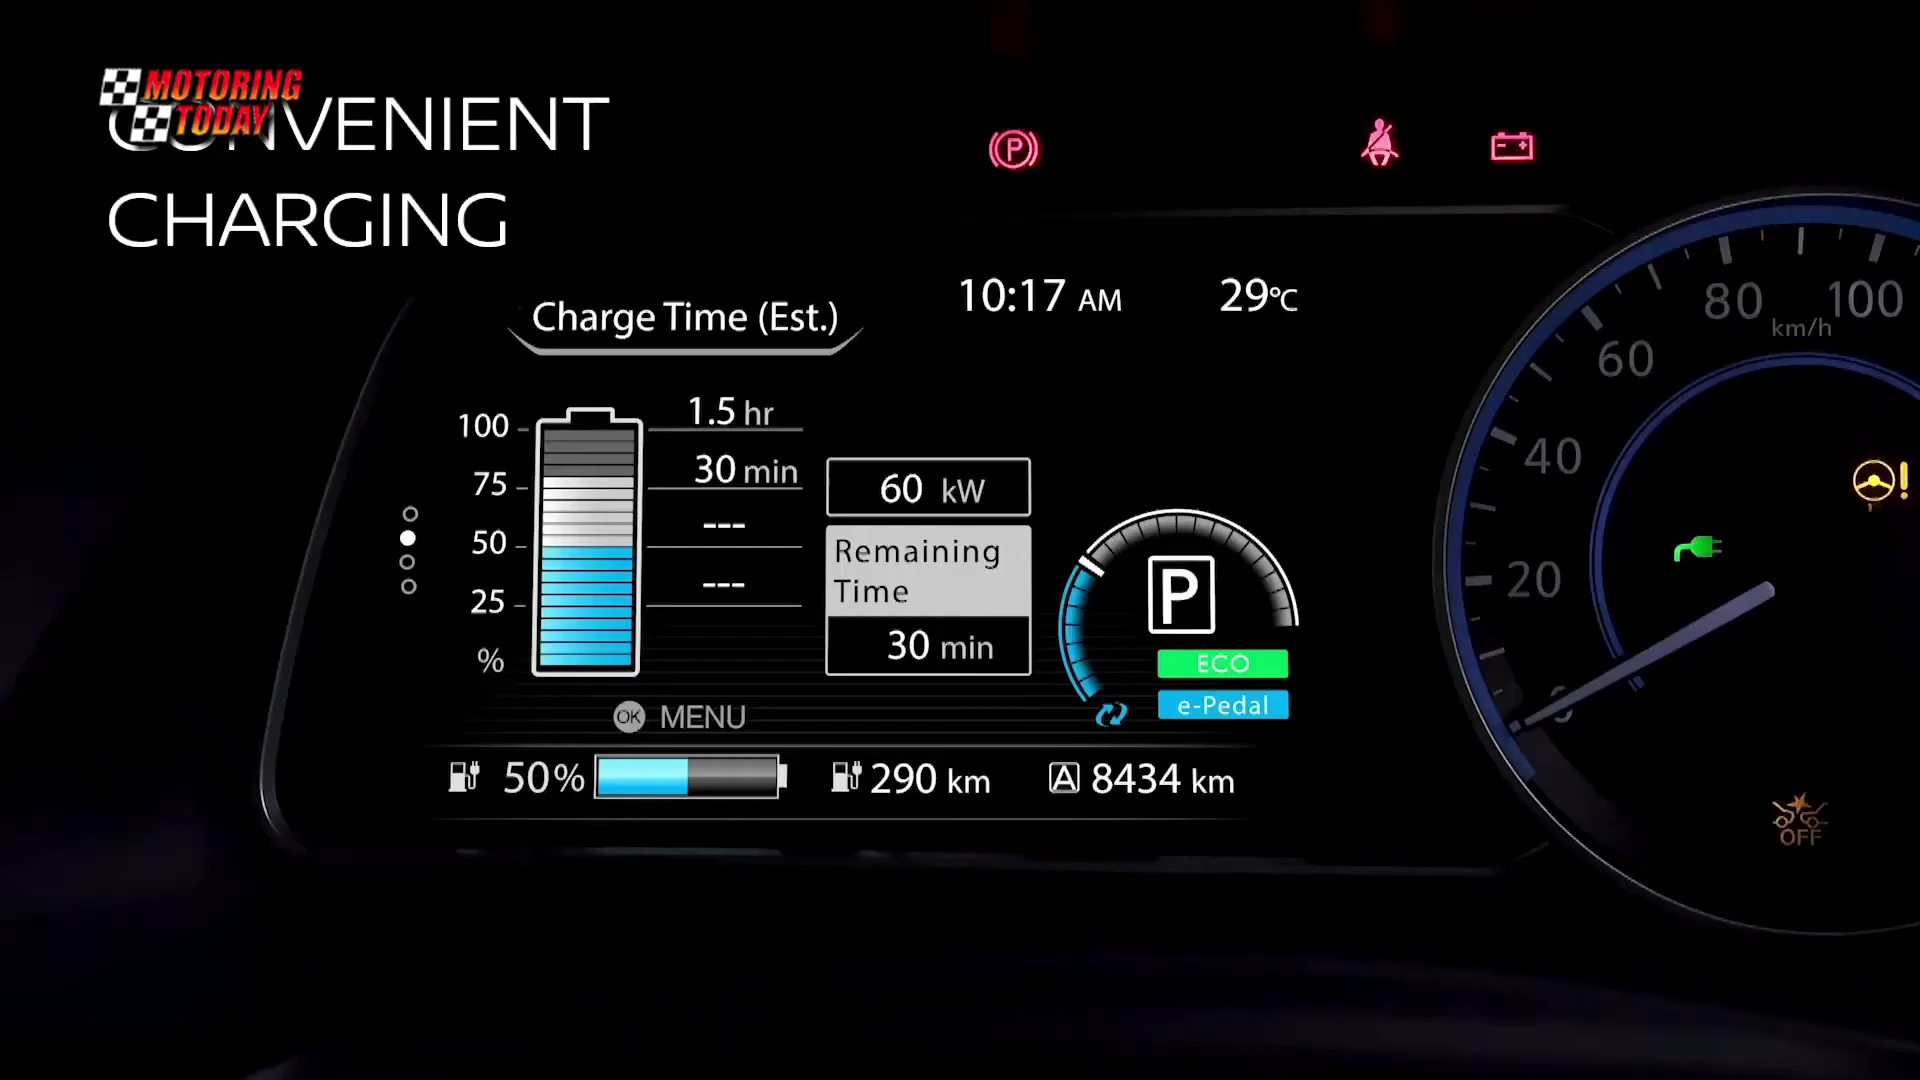 MOTORING
TODAY
CONVENIENT
CHARGING
P
10:17 AM
29°C
Charge Time (Est.)
100
75
50
25
%
1.5 hr
30 min
---
---
60 kW
Remaining
Time
30 min
P
ECO
e-Pedal
OK MENU
50%
290 km
A 8434 km
0
20
40
60
80
100
km/h
OFF